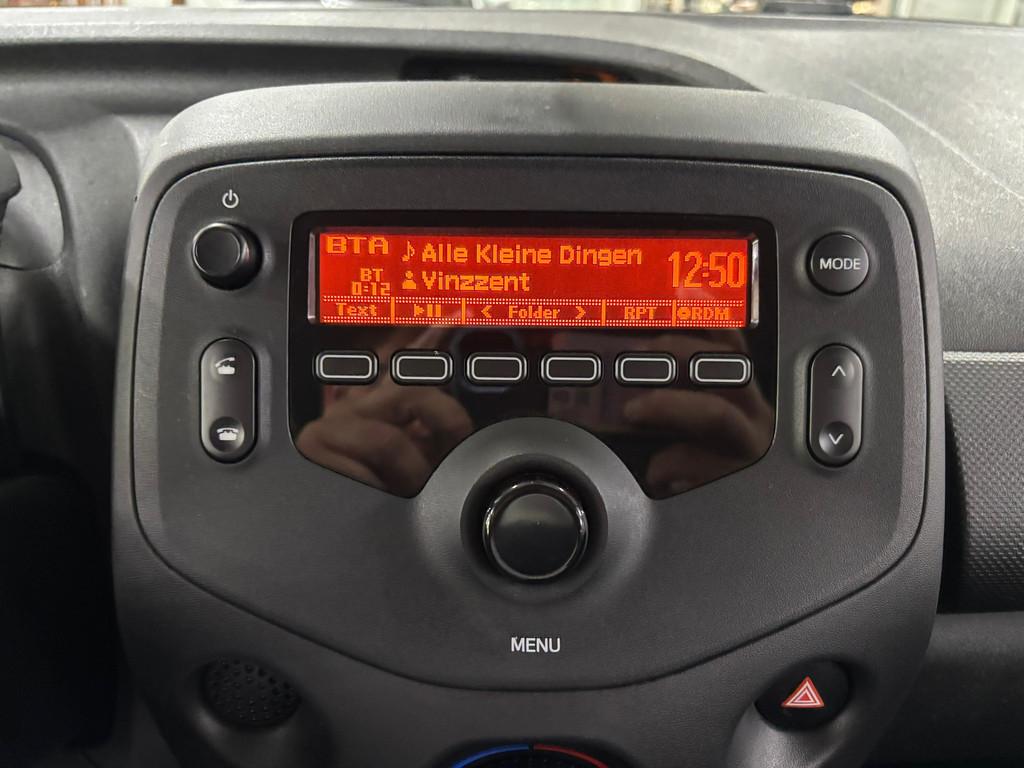 BTA
Alle Kleine Dingen
12:50
BT
Vinzzent
0:12
Text < Folder > RPT RDM
MODE
MENU